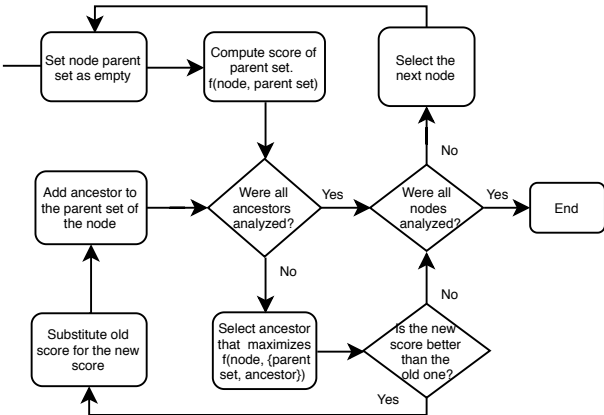 Set node parent
set as empty
Compute score of
parent set.
f(node, parent set)
Select the
next node
No
Add ancestor to
the parent set of
the node
Were all
ancestors
analyzed?
Yes
Were all
nodes
analyzed?
Yes
End
No
No
Substitute old
score for the new
score
Select ancestor
that maximizes
f(node, {parent
set, ancestor})
Is the new
score better
than the
old one?
Yes